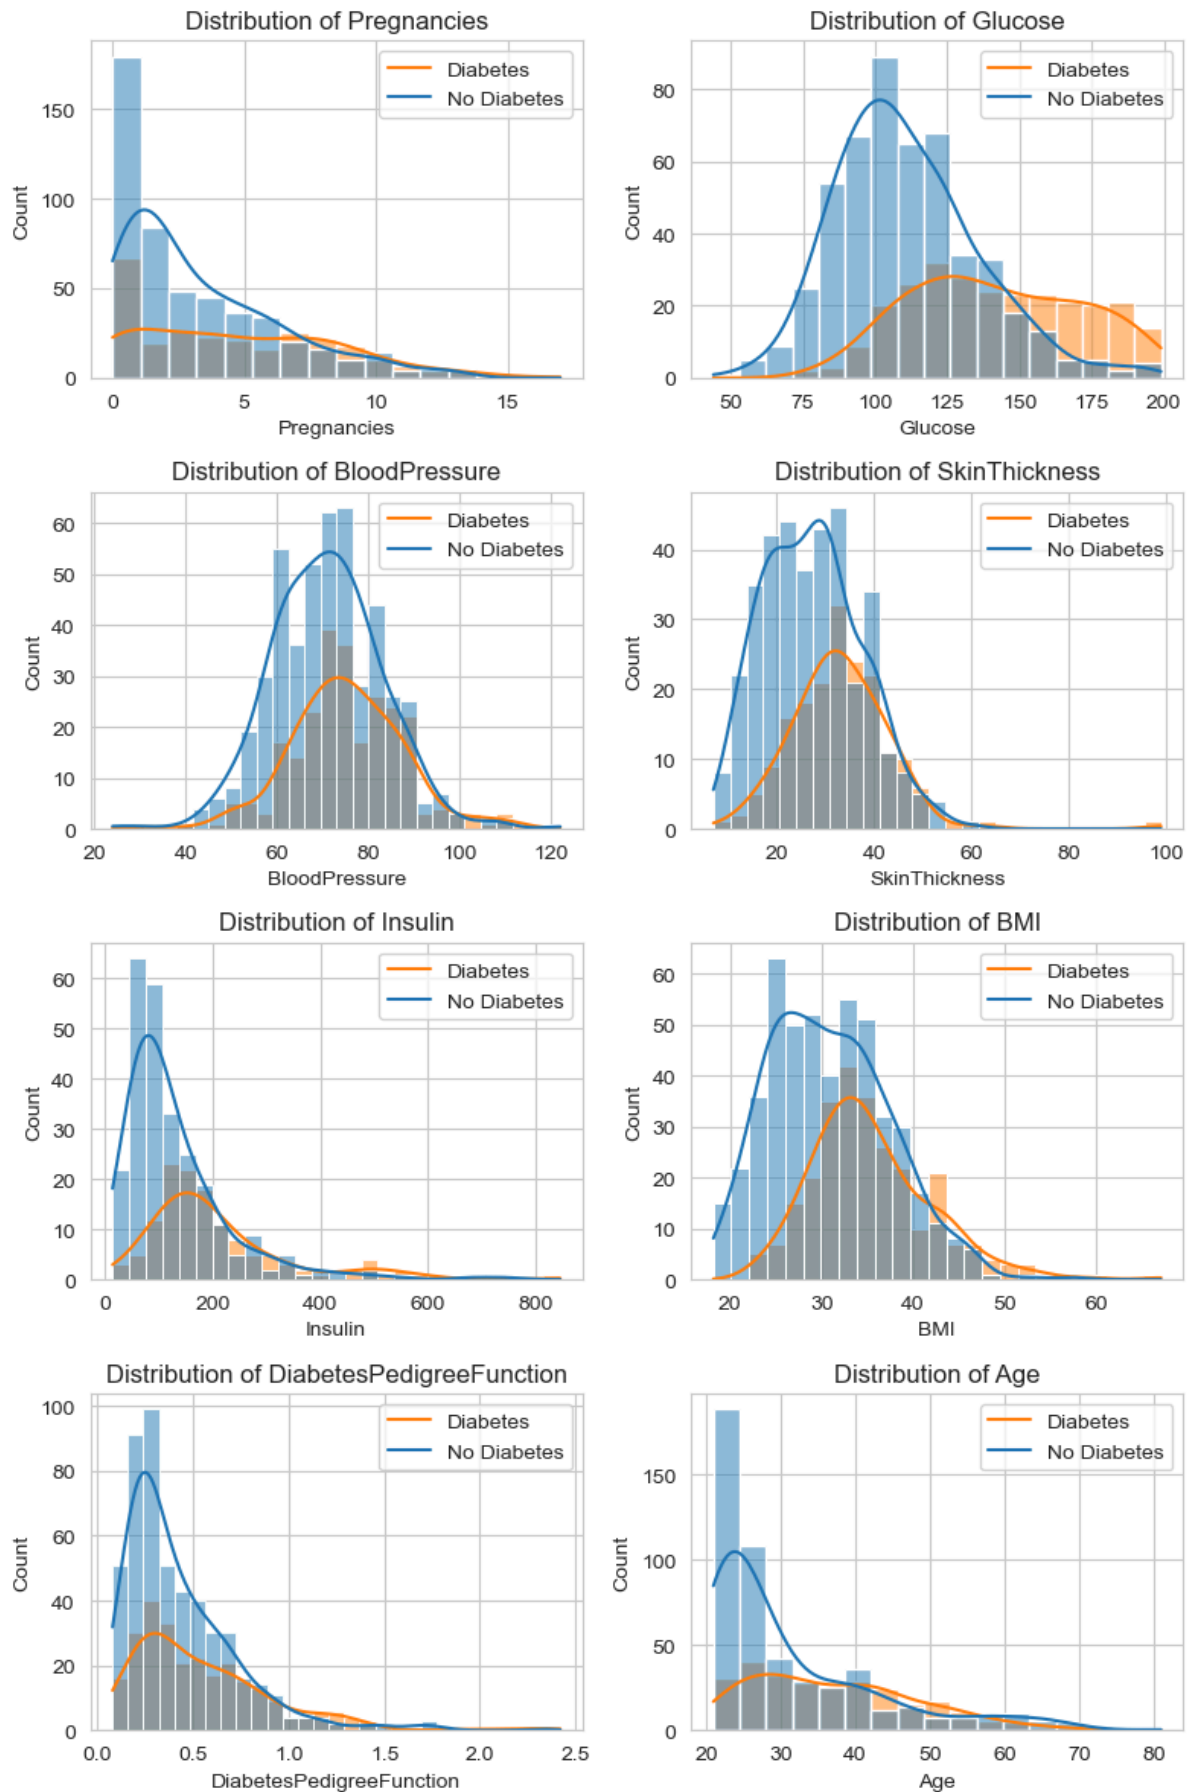 Distribution of Pregnancies
Diabetes
No Diabetes
150
100
50
0
Count
0 5 10 15
Pregnancies
Distribution of Glucose
Diabetes
No Diabetes
80
60
40
20
0
Count
50 75 100 125 150 175 200
Glucose
Distribution of BloodPressure
Diabetes
No Diabetes
60
50
40
30
20
10
0
Count
20 40 60 80 100 120
BloodPressure
Distribution of SkinThickness
Diabetes
No Diabetes
40
30
20
10
0
Count
20 40 60 80 100
SkinThickness
Distribution of Insulin
Diabetes
No Diabetes
60
50
40
30
20
10
0
Count
0 200 400 600 800
Insulin
Distribution of BMI
Diabetes
No Diabetes
60
50
40
30
20
10
0
Count
20 30 40 50 60
BMI
Distribution of DiabetesPedigreeFunction
Diabetes
No Diabetes
100
80
60
40
20
0
Count
0.0 0.5 1.0 1.5 2.0 2.5
DiabetesPedigreeFunction
Distribution of Age
Diabetes
No Diabetes
150
100
50
0
Count
20 30 40 50 60 70 80
Age